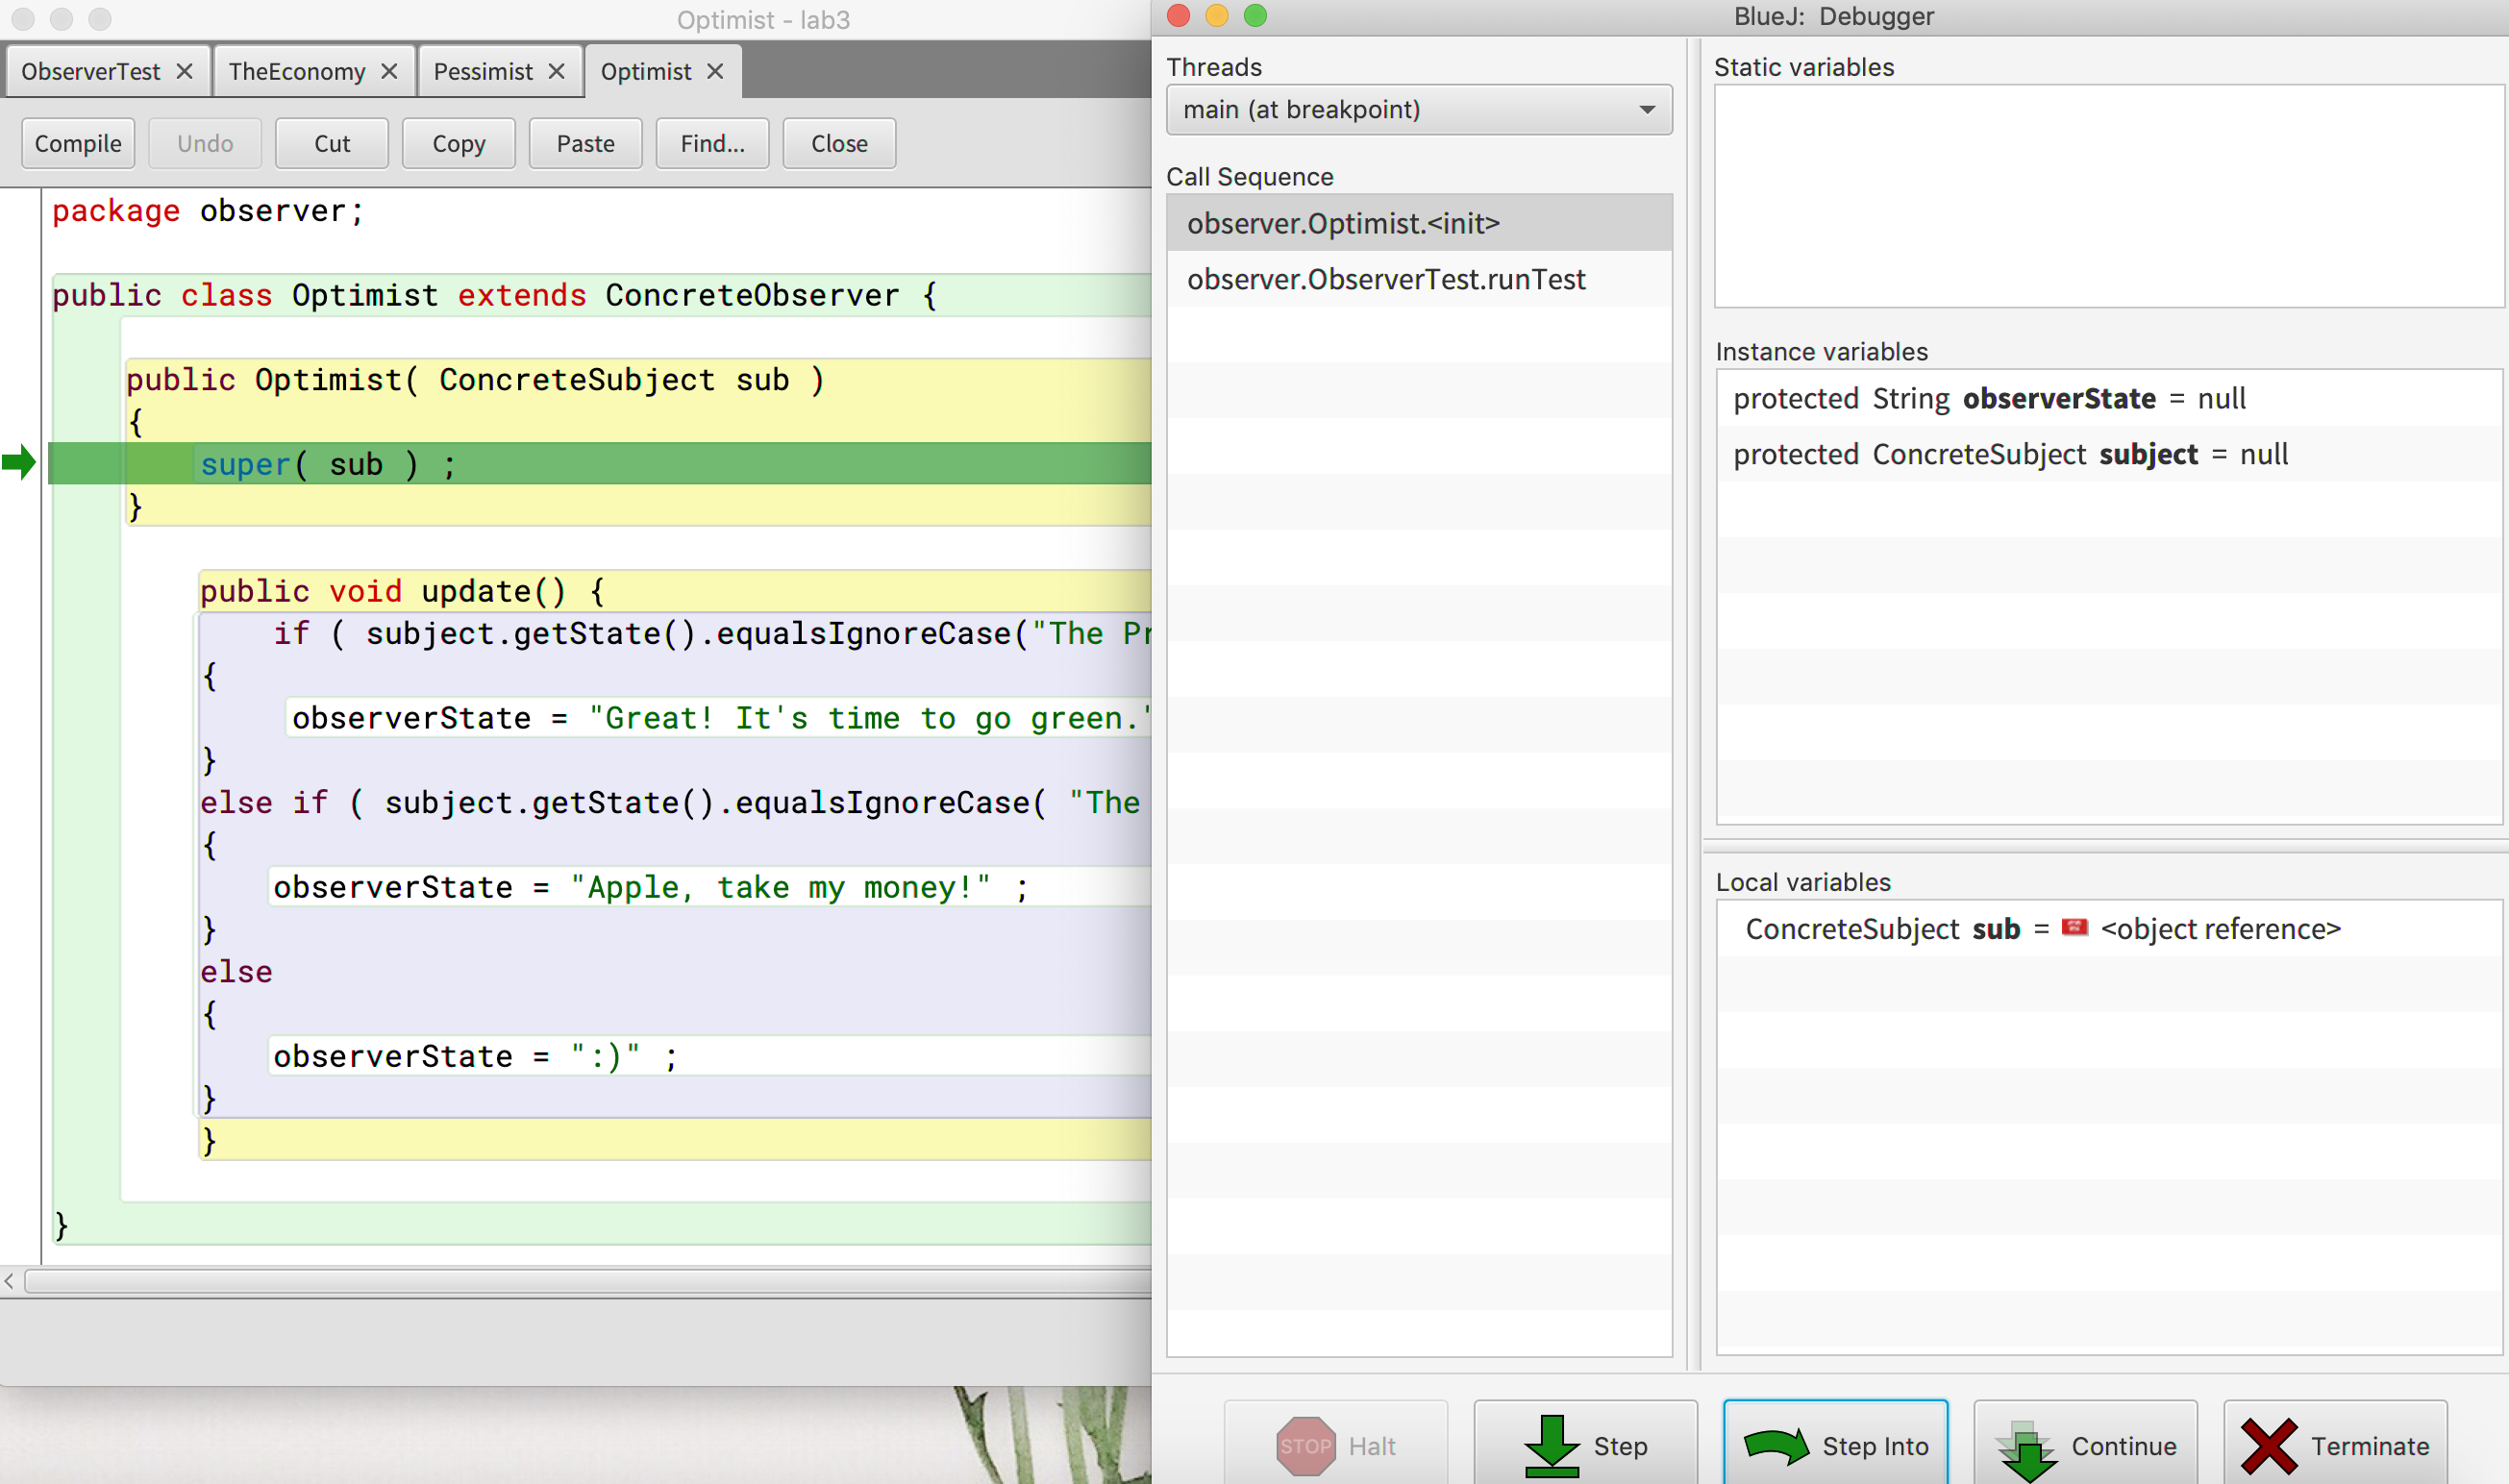 Optimist - lab3
ObserverTest
TheEconomy
Pessimist
Optimist
Compile
Undo
Cut
Copy
Paste
Find...
Close
package observer;
public class Optimist extends ConcreteObserver {
public Optimist( ConcreteSubject sub )
{
super( sub ) ;
}
public void update() {
if ( subject.getState().equalsIgnoreCase("The
{
observerState = "Great! It's time to go green."
}
else if ( subject.getState().equalsIgnoreCase( "The
{
observerState = "Apple, take my money!" ;
}
else
{
observerState = ":)" ;
}
}
}
BlueJ: Debugger
Threads
main (at breakpoint)
Call Sequence
observer.Optimist.<init>
observer.ObserverTest.runTest
Static variables
Instance variables
protected String observerState = null
protected ConcreteSubject subject = null
Local variables
ConcreteSubject sub = <object reference>
STOP Halt
Step
Step Into
Continue
Terminate